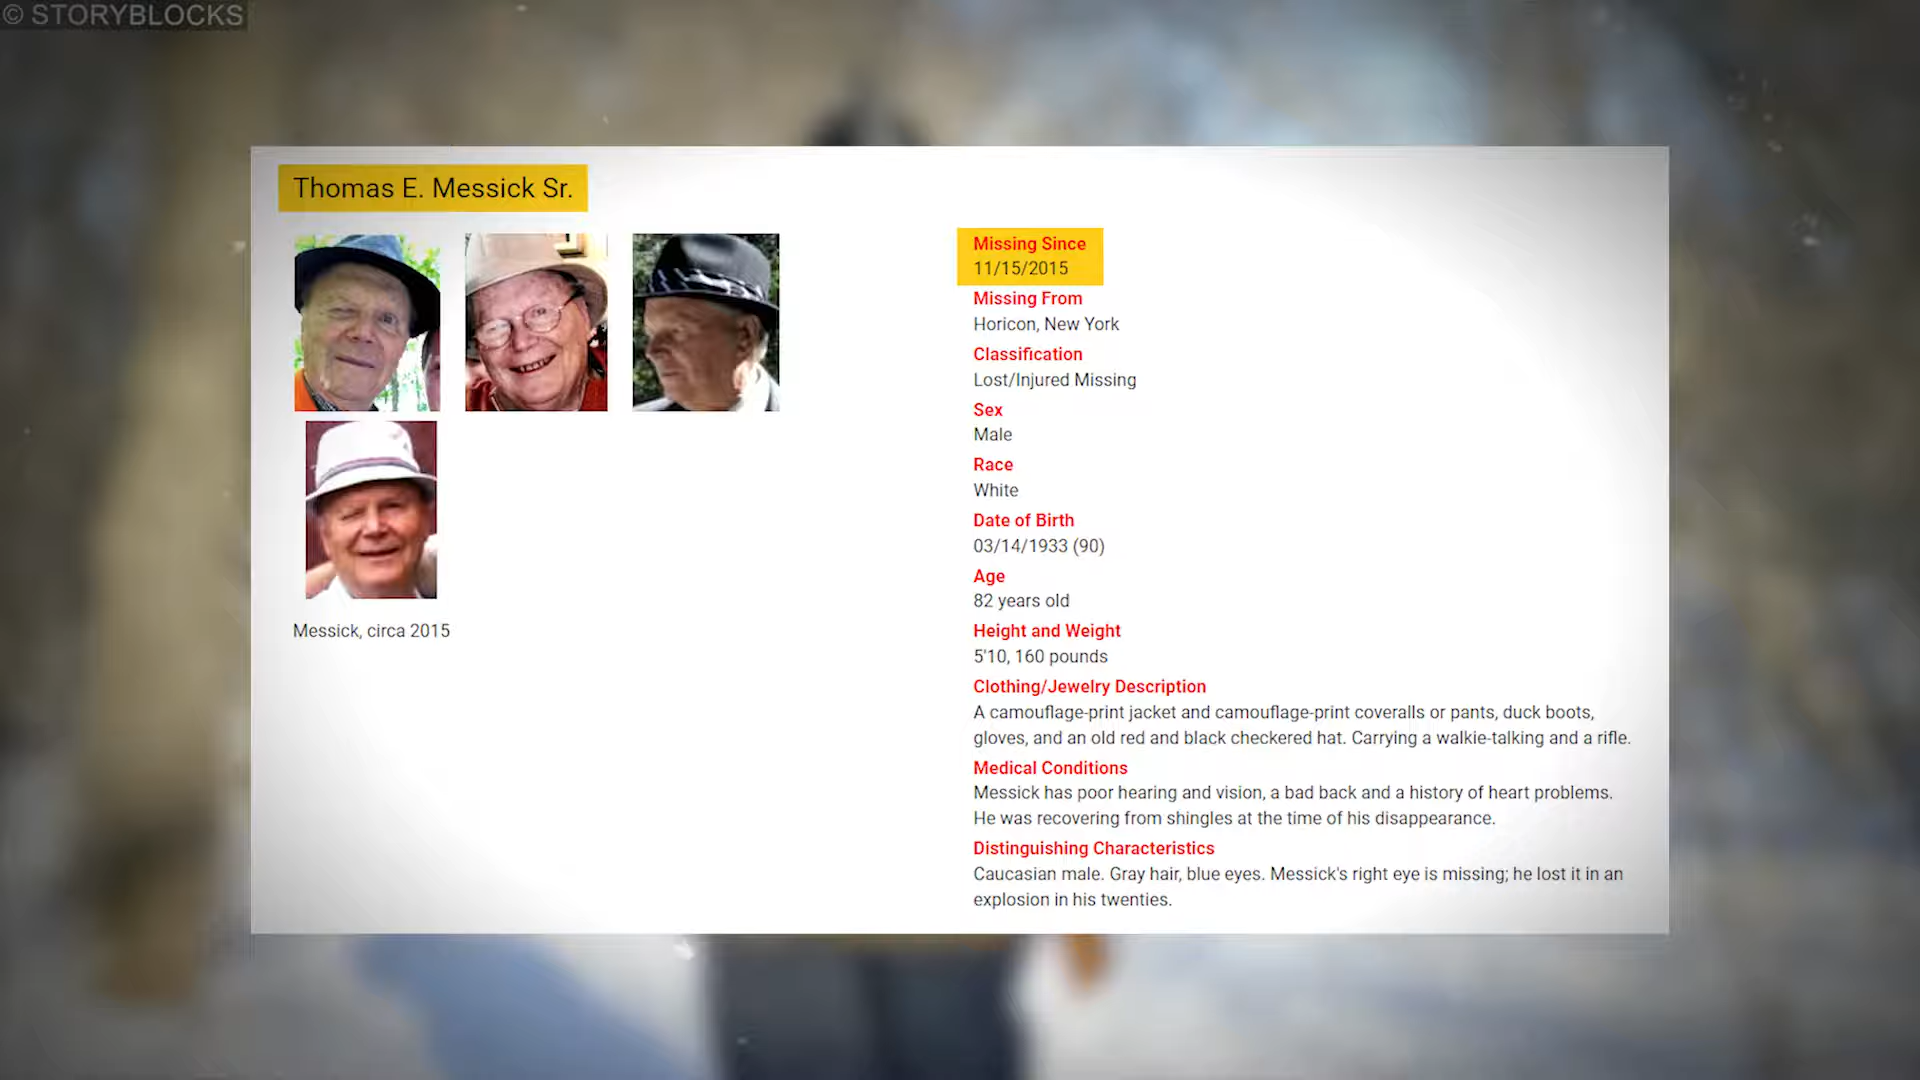 © STORYBLOCKS
Thomas E. Messick Sr.
Messick, circa 2015
Missing Since
11/15/2015
Missing From
Horicon, New York
Classification
Lost/Injured Missing
Sex
Male
Race
White
Date of Birth
03/14/1933 (90)
Age
82 years old
Height and Weight
5'10, 160 pounds
Clothing/Jewelry Description
A camouflage-print jacket and camouflage-print coveralls or pants, duck boots,
gloves, and an old red and black checkered hat. Carrying a walkie-talking and a rifle.
Medical Conditions
Messick has poor hearing and vision, a bad back and a history of heart problems.
He was recovering from shingles at the time of his disappearance.
Distinguishing Characteristics
Caucasian male. Gray hair, blue eyes. Messick's right eye is missing; he lost it in an
explosion in his twenties.